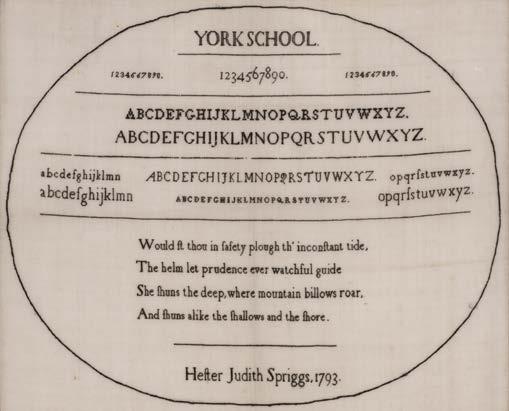 YORK SCHOOL.
1234567890. 1234567890. 1234567890.
ABCDEFGHIJKLMNOPQRSTUVWXYZ.
ABCDEFGHIJKLMNOPQRSTUVWXYZ.
abcdefghijklmn ABCDEFGHIJKLMNOPQRSTUVWXYZ. opqrſstuvwxyz.
abcdefghijklmn ABCDEFGHIJKLMNOPQRSTUVWXYZ. opqrſstuvwxyz.
Would ſt thou in ſafety plough th' inconſtant tide,
The helm let prudence ever watchful guide
She ſhuns the deep, where mountain billows roar,
And ſhuns alike the ſhallows and the ſhore.
Heſter Judith Spriggs, 1793.